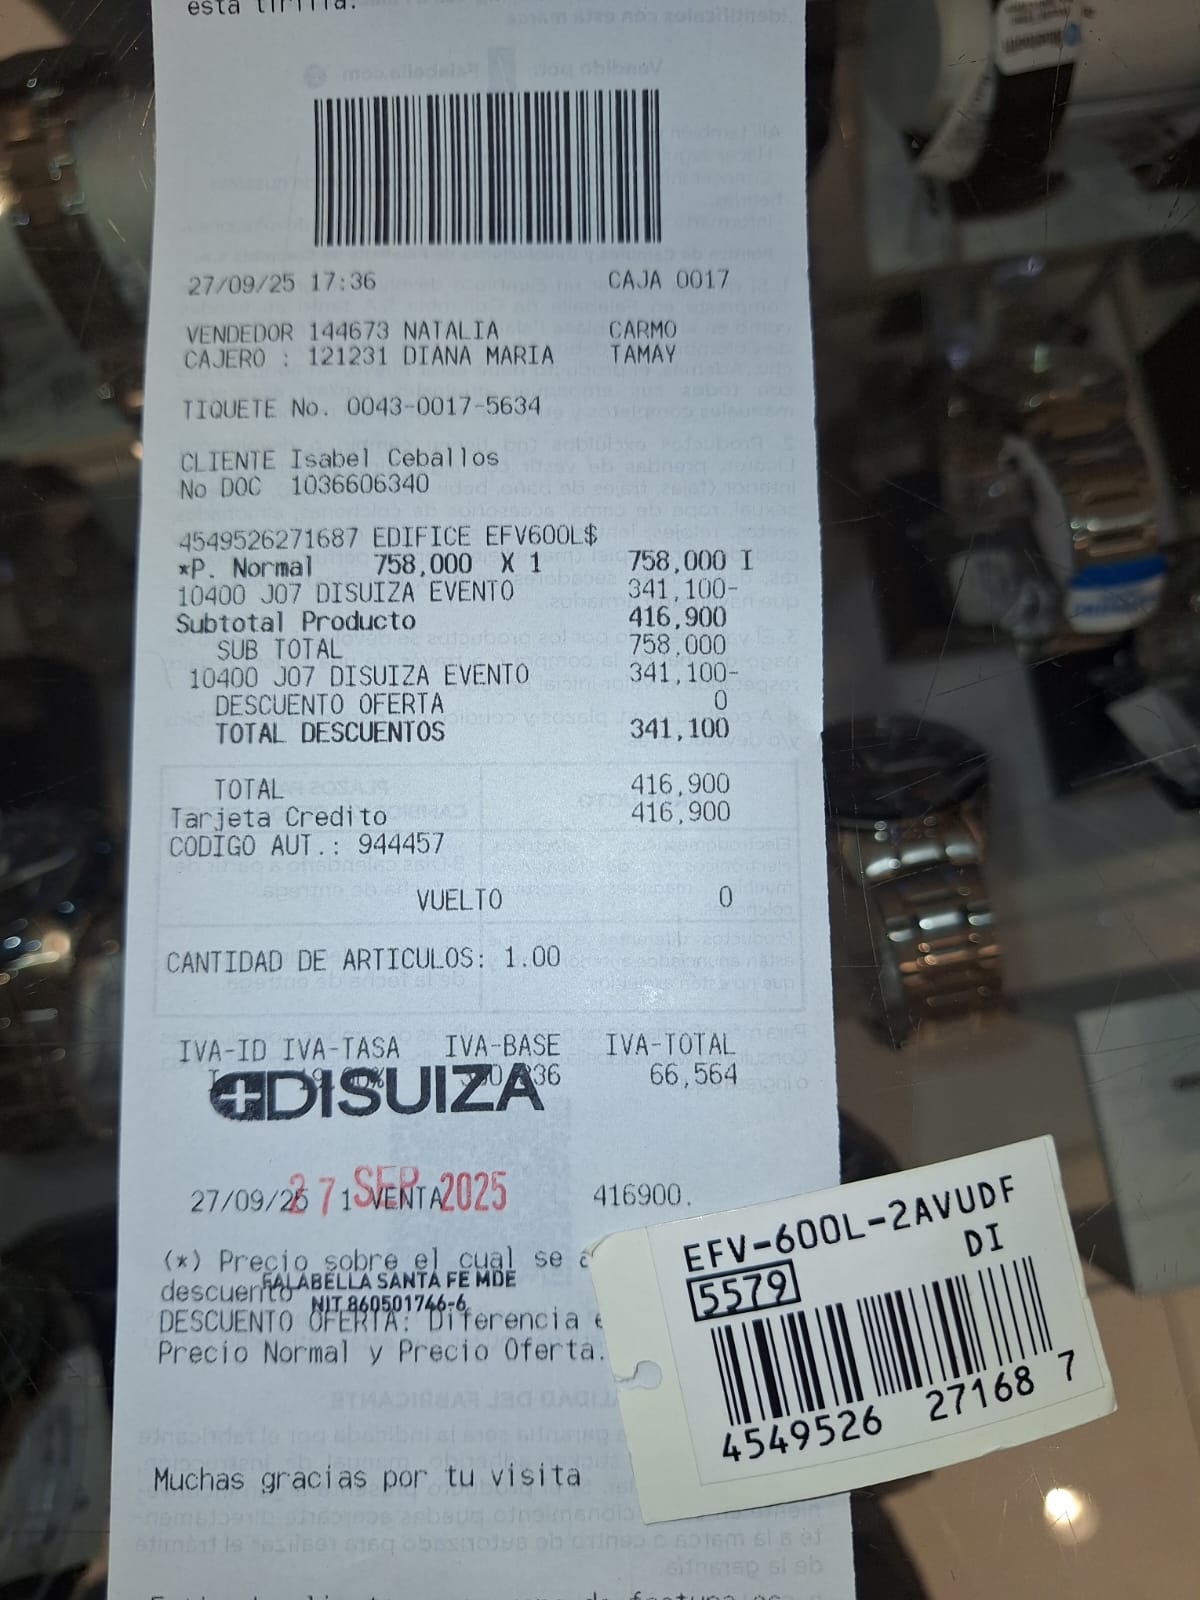 esta tirilla.
27/09/25 17:36 CAJA 0017
VENDEDOR 144673 NATALIA CARMO
CAJERO : 121231 DIANA MARIA TAMAY
TIQUETE No. 0043-0017-5634
CLIENTE Isabel Ceballos
No DOC 1036606340
4549526271687 EDIFICE EFV600L$
*P. Normal 758,000 X 1 758,000 I
10400 J07 DISUIZA EVENTO 341,100-
Subtotal Producto 416,900
SUB TOTAL 758,000
10400 J07 DISUIZA EVENTO 341,100-
DESCUENTO OFERTA 0
TOTAL DESCUENTOS 341,100
TOTAL 416,900
Tarjeta Credito 416,900
CODIGO AUT.: 944457
VUELTO 0
CANTIDAD DE ARTICULOS: 1.00
IVA-ID IVA-TASA IVA-BASE IVA-TOTAL
66,564
DISUIZA
27 SEP 2025
27/09/25 1 VENTA 416900.
(*) Precio sobre el cual se
descuento
FALABELLA SANTA FE MDE
NIT 860501746-6
DESCUENTO OFERTA: Diferencia
Precio Normal y Precio Oferta.
Muchas gracias por tu visita
EFV-600L-2AVUDF
DI
5579
4549526 27168 7